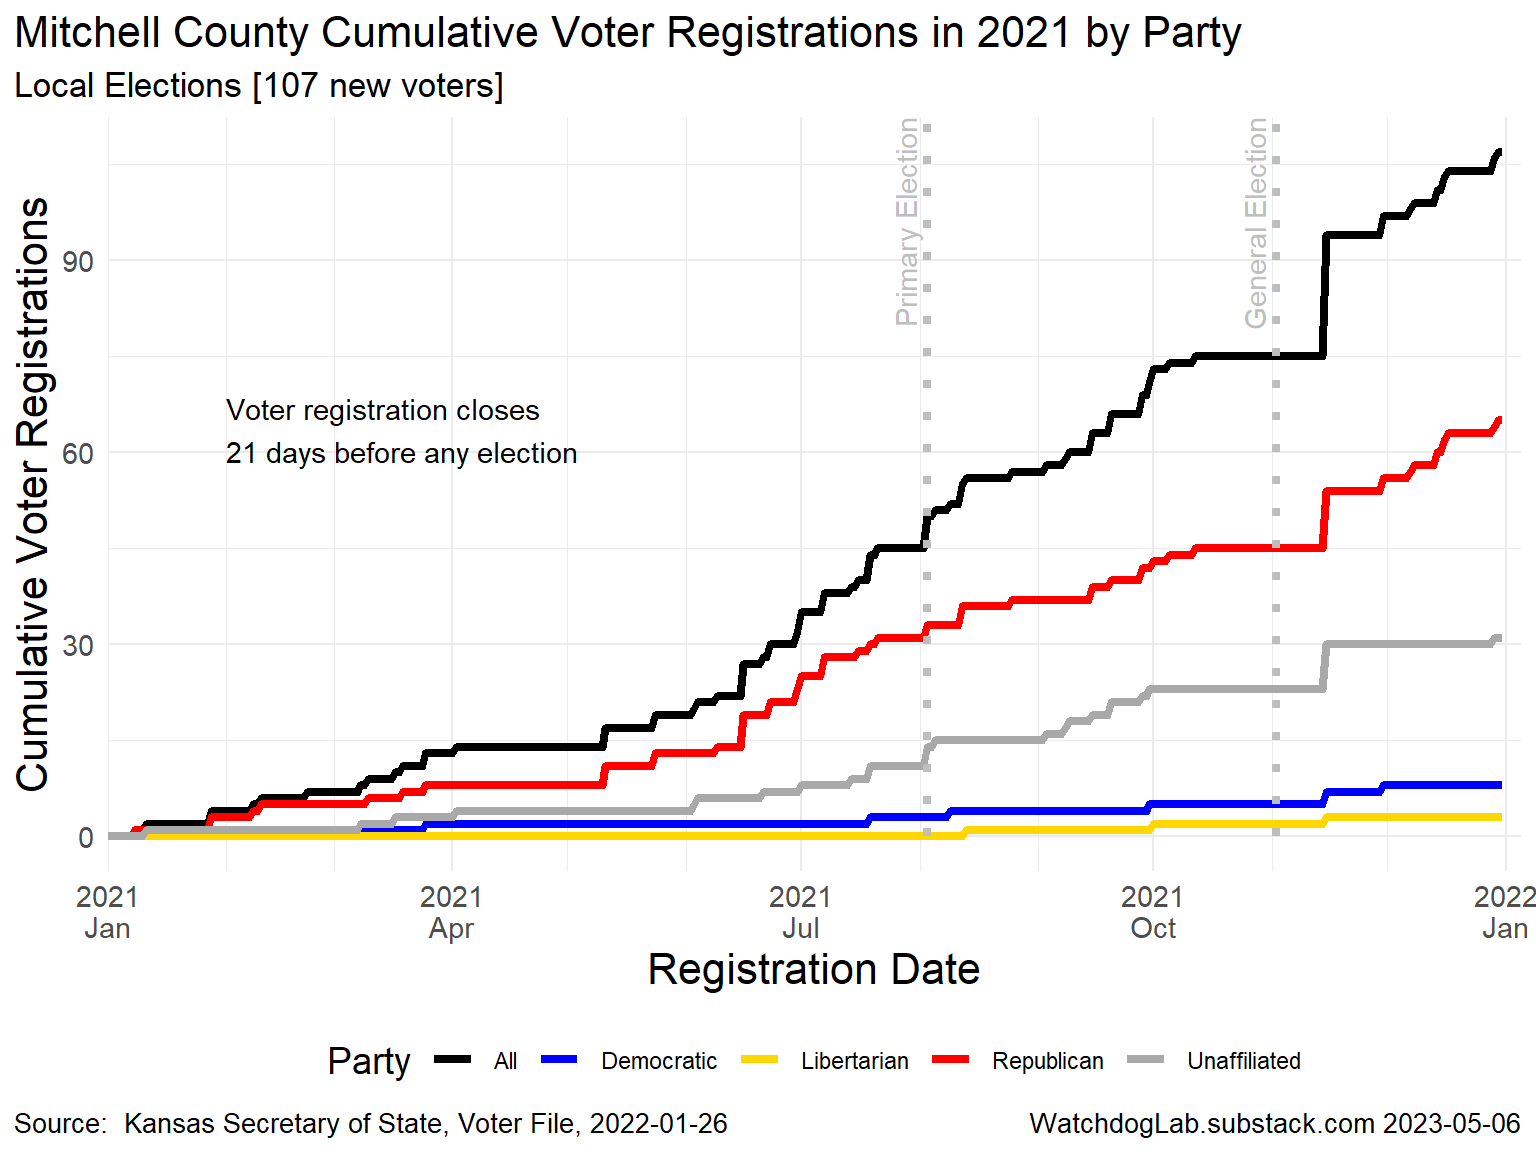 Mitchell County Cumulative Voter Registrations in 2021 by Party
Local Elections [107 new voters]
Cumulative Voter Registrations
90
60
30
0
Primary Election
General Election
Voter registration closes
21 days before any election
2021 2021 2021 2021 2022
Jan Apr Jul Oct Jan
Registration Date
Party All Democratic Libertarian Republican Unaffiliated
Source:  Kansas Secretary of State, Voter File, 2022-01-26
WatchdogLab.substack.com 2023-05-06